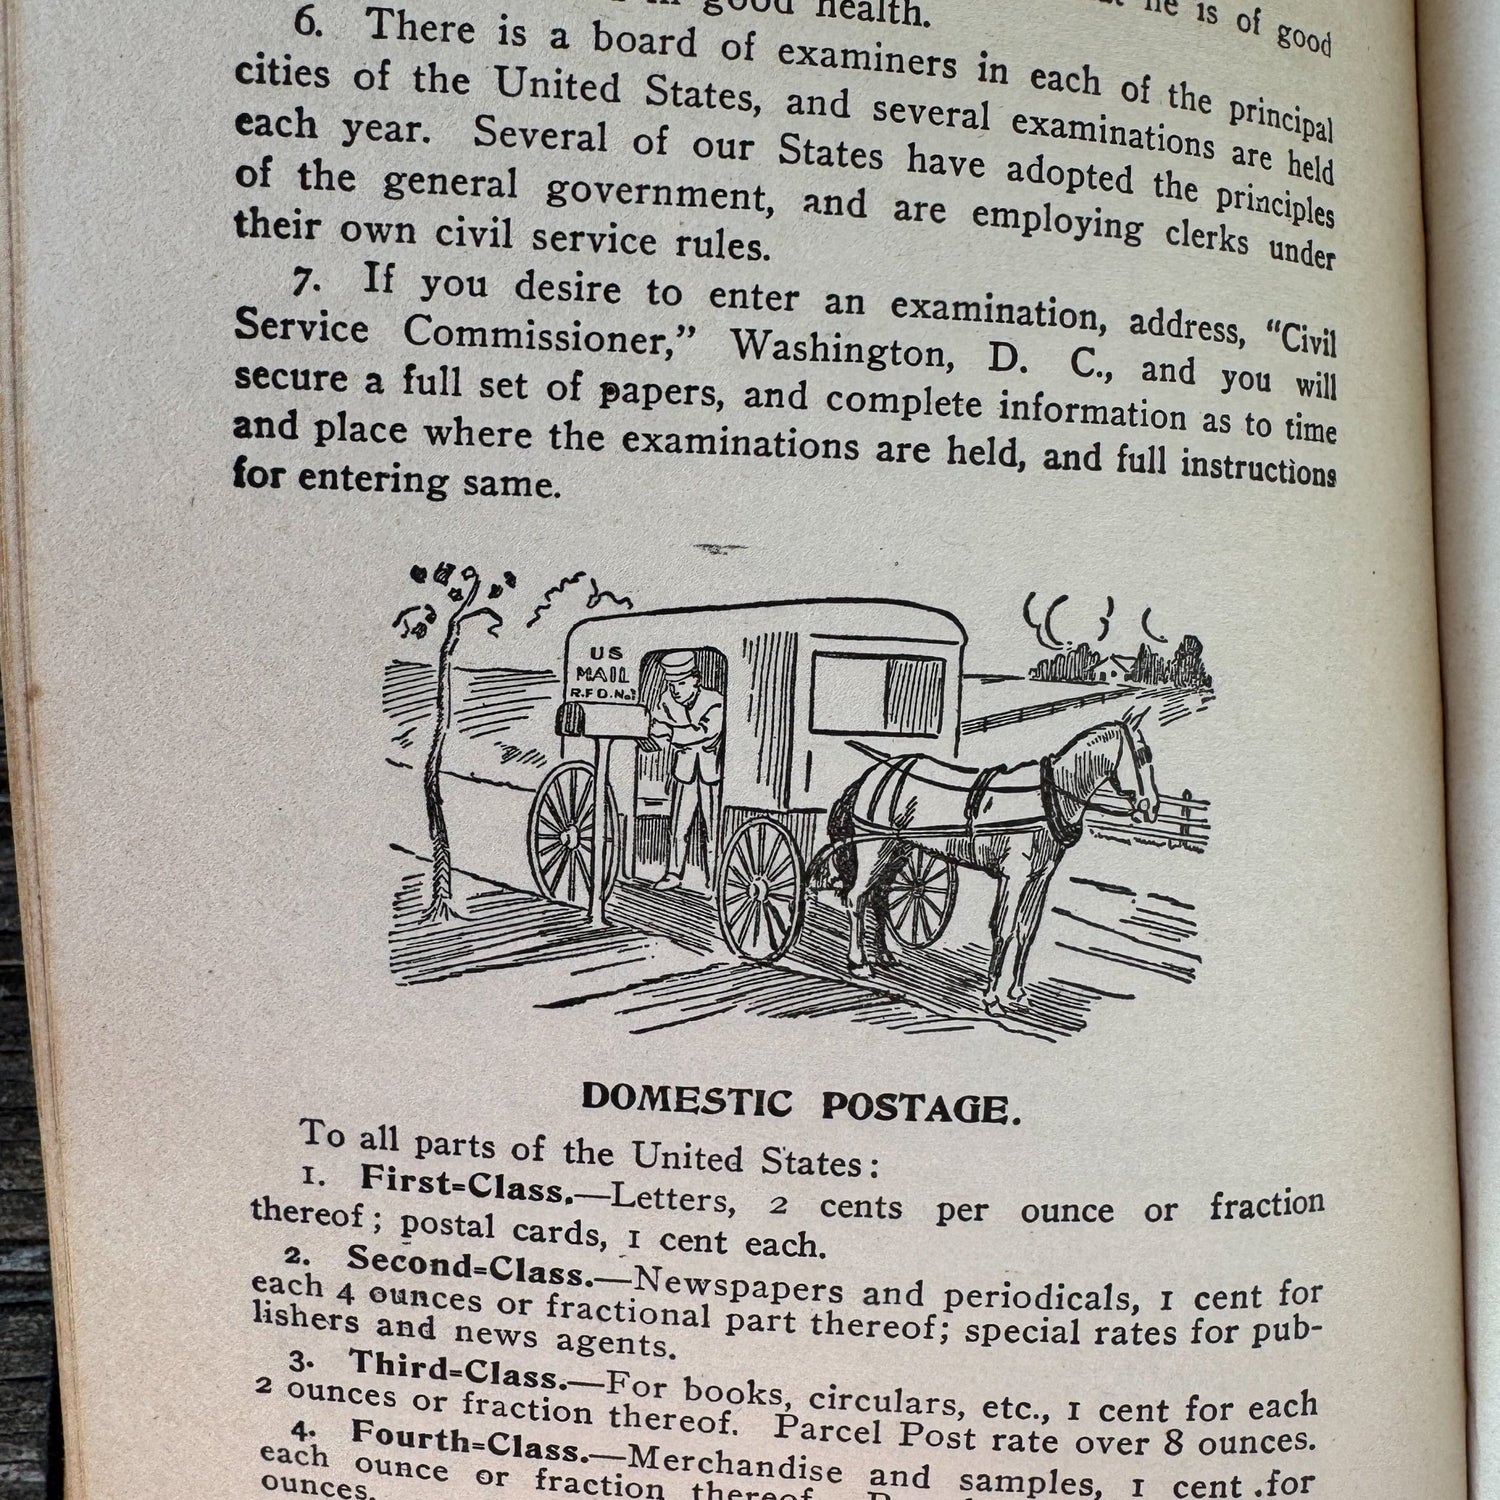 in good health.
he is of good
6. There is a board of examiners in each of the principal
cities of the United States, and several examinations are held
each year. Several of our States have adopted the principles
of the general government, and are employing clerks under
their own civil service rules.
7. If you desire to enter an examination, address, “Civil
Service Commissioner,” Washington, D. C., and you will
secure a full set of papers, and complete information as to time
and place where the examinations are held, and full instructions
for entering same.
US
MAIL
R.F.D. No.
DOMESTIC POSTAGE.
To all parts of the United States:
1. First=Class.—Letters, 2 cents per ounce or fraction
thereof; postal cards, 1 cent each.
2. Second=Class.—Newspapers and periodicals, 1 cent for
each 4 ounces or fractional part thereof; special rates for pub-
lishers and news agents.
3. Third=Class.—For books, circulars, etc., 1 cent for each
2 ounces or fraction thereof. Parcel Post rate over 8 ounces.
4. Fourth=Class.—Merchandise and samples, 1 cent for
each ounce or fraction thereof.
ounces.